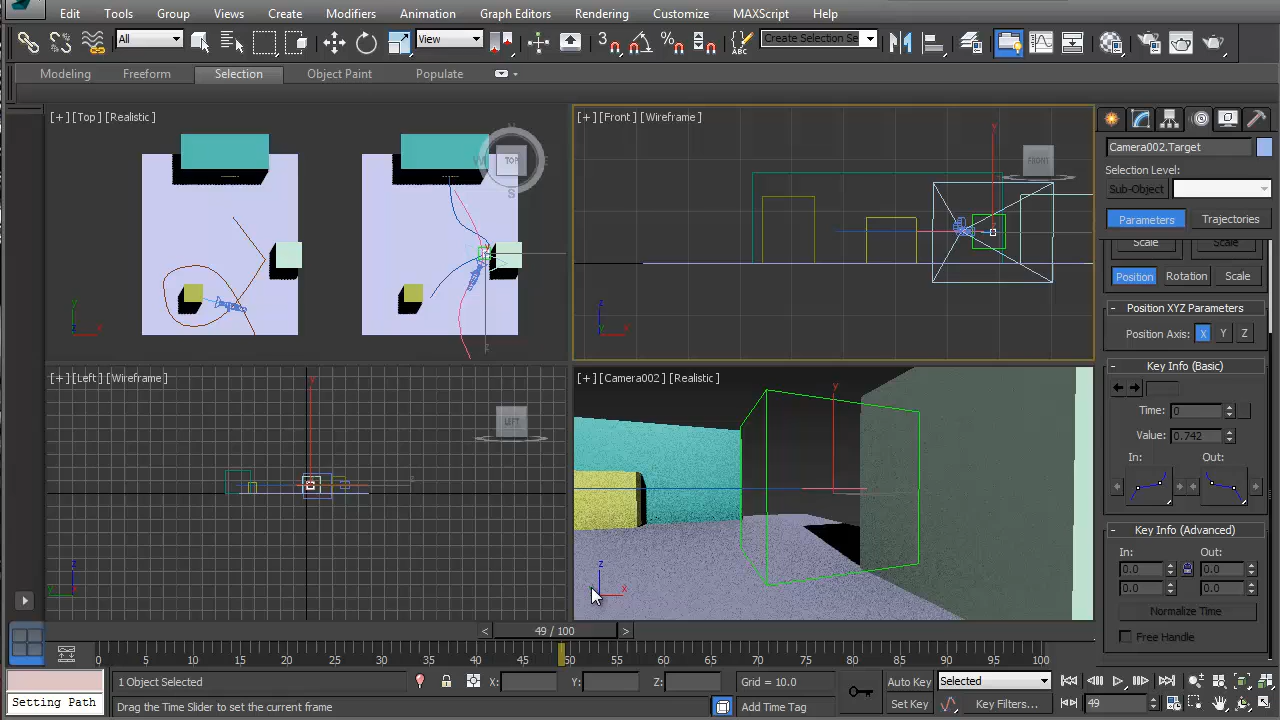 Edit Tools Group Views Create Modifiers Animation Graph Editors Rendering Customize MAXScript Help
All View 3 % Create Selection Se
Modeling Freeform Selection Object Paint Populate
[+] [Top] [Realistic]
N
W TOP E
S
y
z x
[+] [Front] [Wireframe]
y
FRONT
z
x
[+] [Left] [Wireframe]
y
LEFT
z
y
[+] [Camera002] [Realistic]
y
z
x
Camera002.Target
Selection Level:
Sub-Object
Parameters Trajectories
Scale Scale
Position Rotation Scale
- Position XYZ Parameters
Position Axis: X Y Z
- Key Info (Basic)
Time: 0
Value: 0.742
In: Out:
- Key Info (Advanced)
In: Out:
0.0 0.0
0.0 0.0
Normalize Time
Free Handle
< 49 / 100 >
0 5 10 15 20 25 30 35 40 45 50 55 60 65 70 75 80 85 90 95 100
1 Object Selected X: Y: Z: Grid = 10.0 Auto Key Selected
Setting Path Drag the Time Slider to set the current frame Add Time Tag Set Key Key Filters... 49